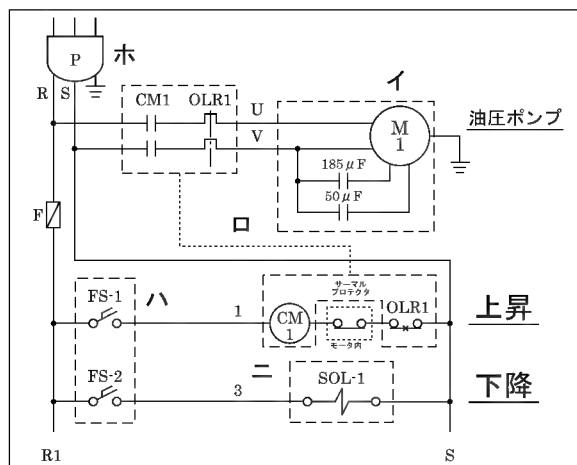 P ホ
R S
CM1 OLR1 U イ
V
M
1
油圧ポンプ
185μF
50μF
F
ロ
サーマル
プロテクタ
FS-1 ハ 1
CM
1
OLR1 上昇
モータ内
ニ
FS-2 3 SOL-1 下降
R1 S